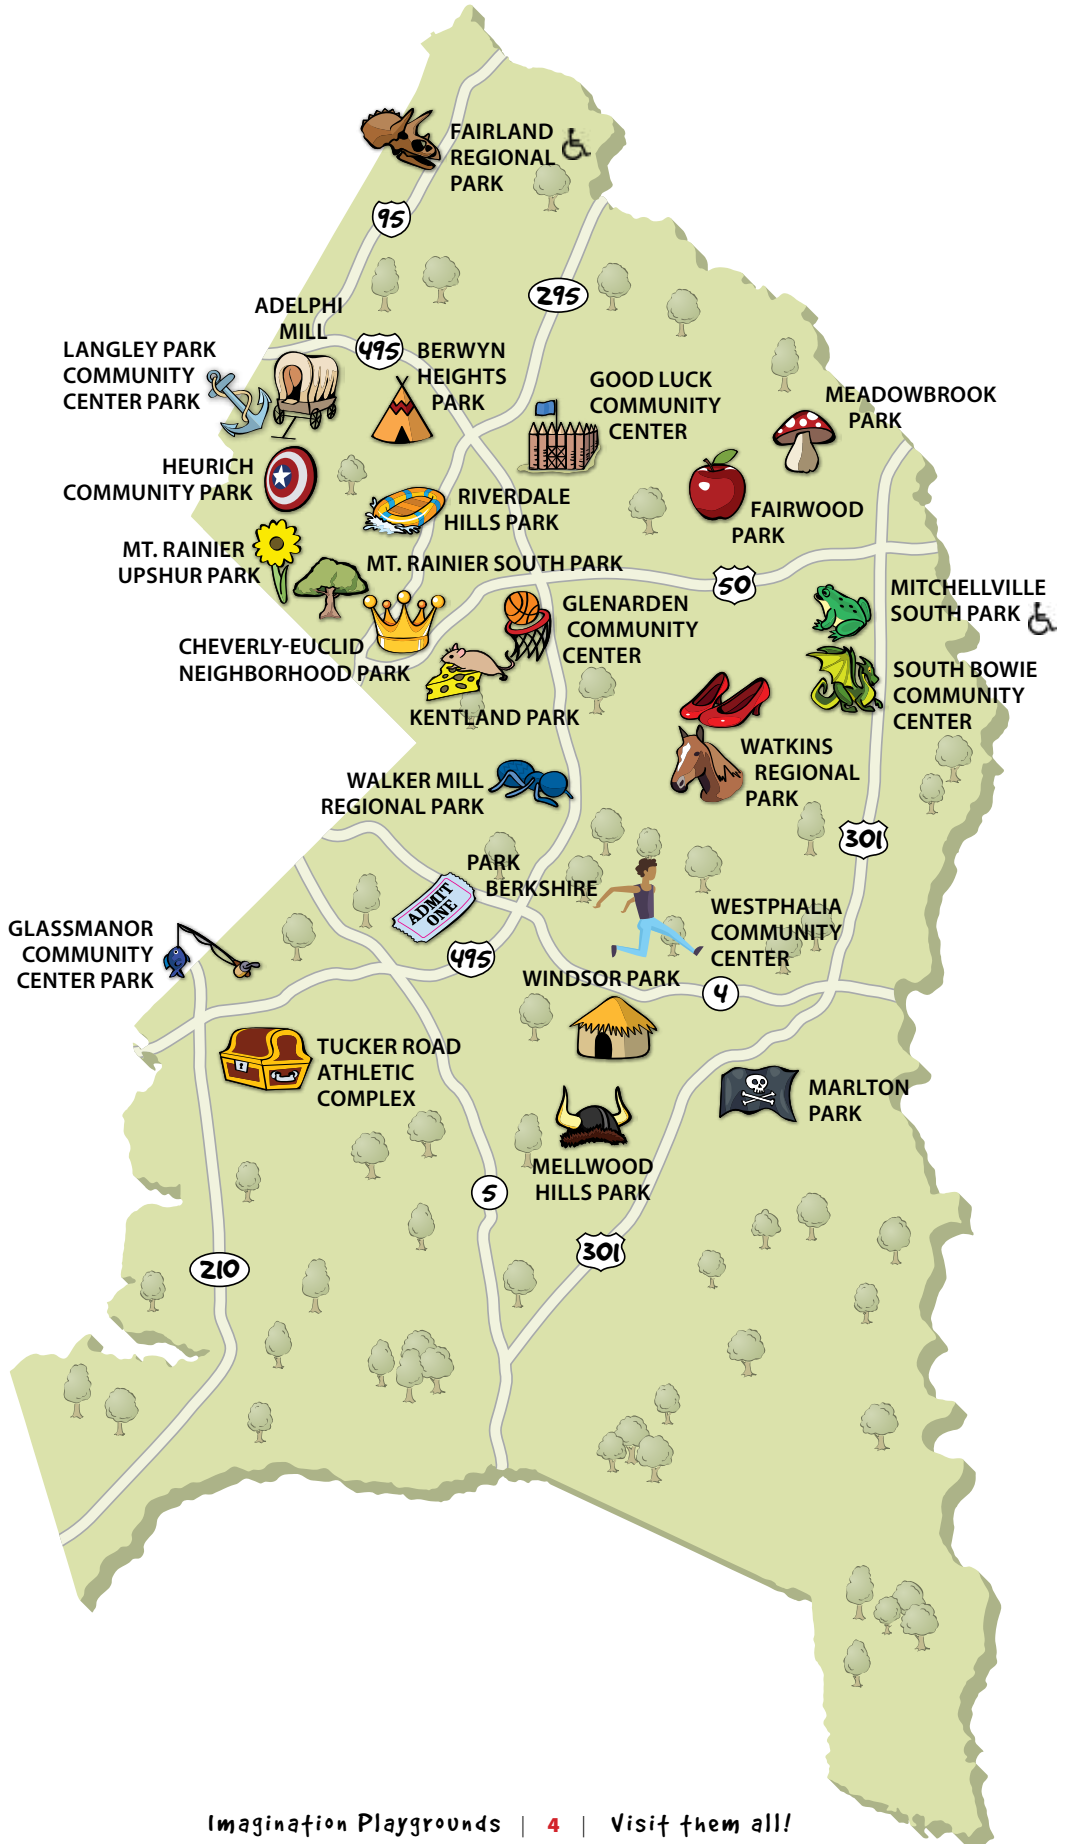 FAIRLAND
REGIONAL
PARK
95
295
ADELPHI
MILL
495
LANGLEY PARK
COMMUNITY
CENTER PARK
BERWYN
HEIGHTS
PARK
GOOD LUCK
COMMUNITY
CENTER
MEADOWBROOK
PARK
HEURICH
COMMUNITY PARK
RIVERDALE
HILLS PARK
FAIRWOOD
PARK
MT. RAINIER
UPSHUR PARK
MT. RAINIER SOUTH PARK
50
MITCHELLVILLE
SOUTH PARK
GLENARDEN
COMMUNITY
CENTER
CHEVERLY-EUCLID
NEIGHBORHOOD PARK
SOUTH BOWIE
COMMUNITY
CENTER
KENTLAND PARK
WATKINS
REGIONAL
PARK
WALKER MILL
REGIONAL PARK
301
PARK
BERKSHIRE
ADMIT
ONE
WESTPHALIA
COMMUNITY
CENTER
GLASSMANOR
COMMUNITY
CENTER PARK
495
WINDSOR PARK
4
TUCKER ROAD
ATHLETIC
COMPLEX
MARLTON
PARK
MELLWOOD
HILLS PARK
5
301
210
Imagination Playgrounds | 4 | Visit them all!